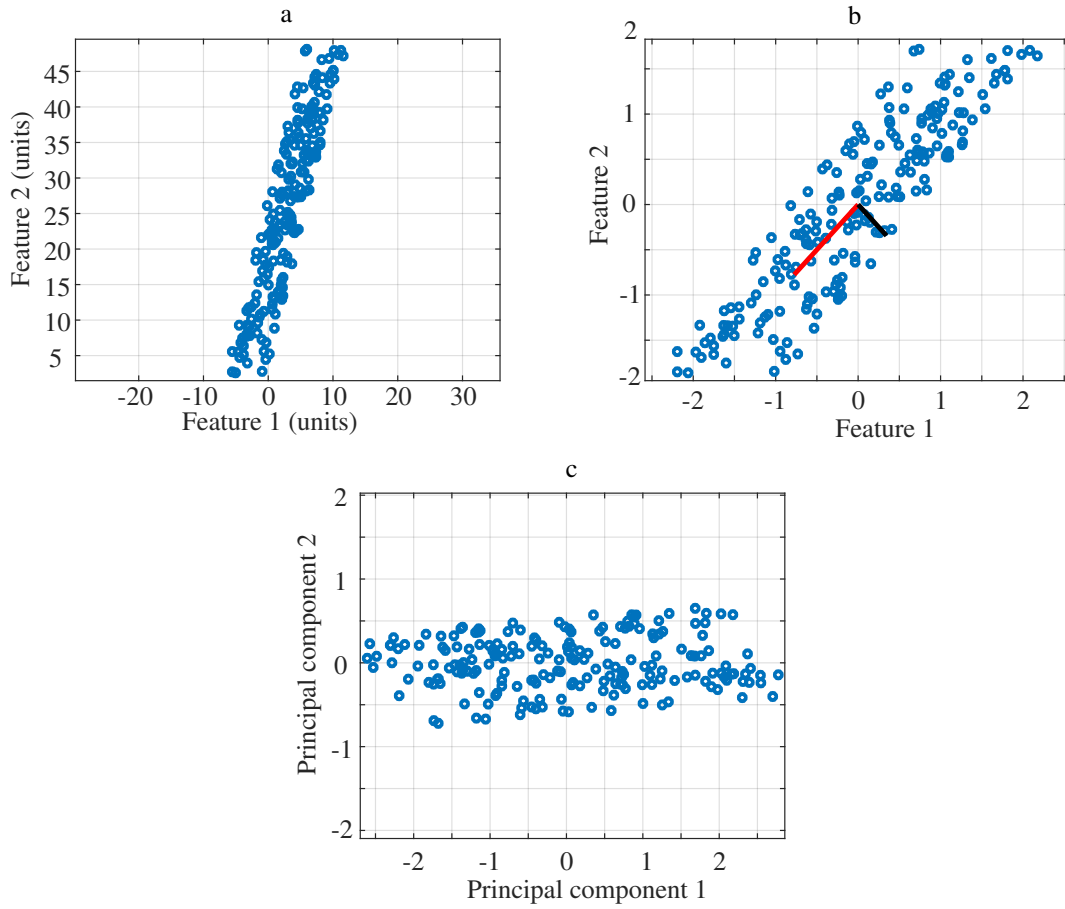 a
45
40
35
30
25
20
15
10
5
-20 -10 0 10 20 30
Feature 1 (units)
Feature 2 (units)
b
2
1
0
-1
-2
-2 -1 0 1 2
Feature 1
Feature 2
c
2
1
0
-1
-2
-2 -1 0 1 2
Principal component 1
Principal component 2